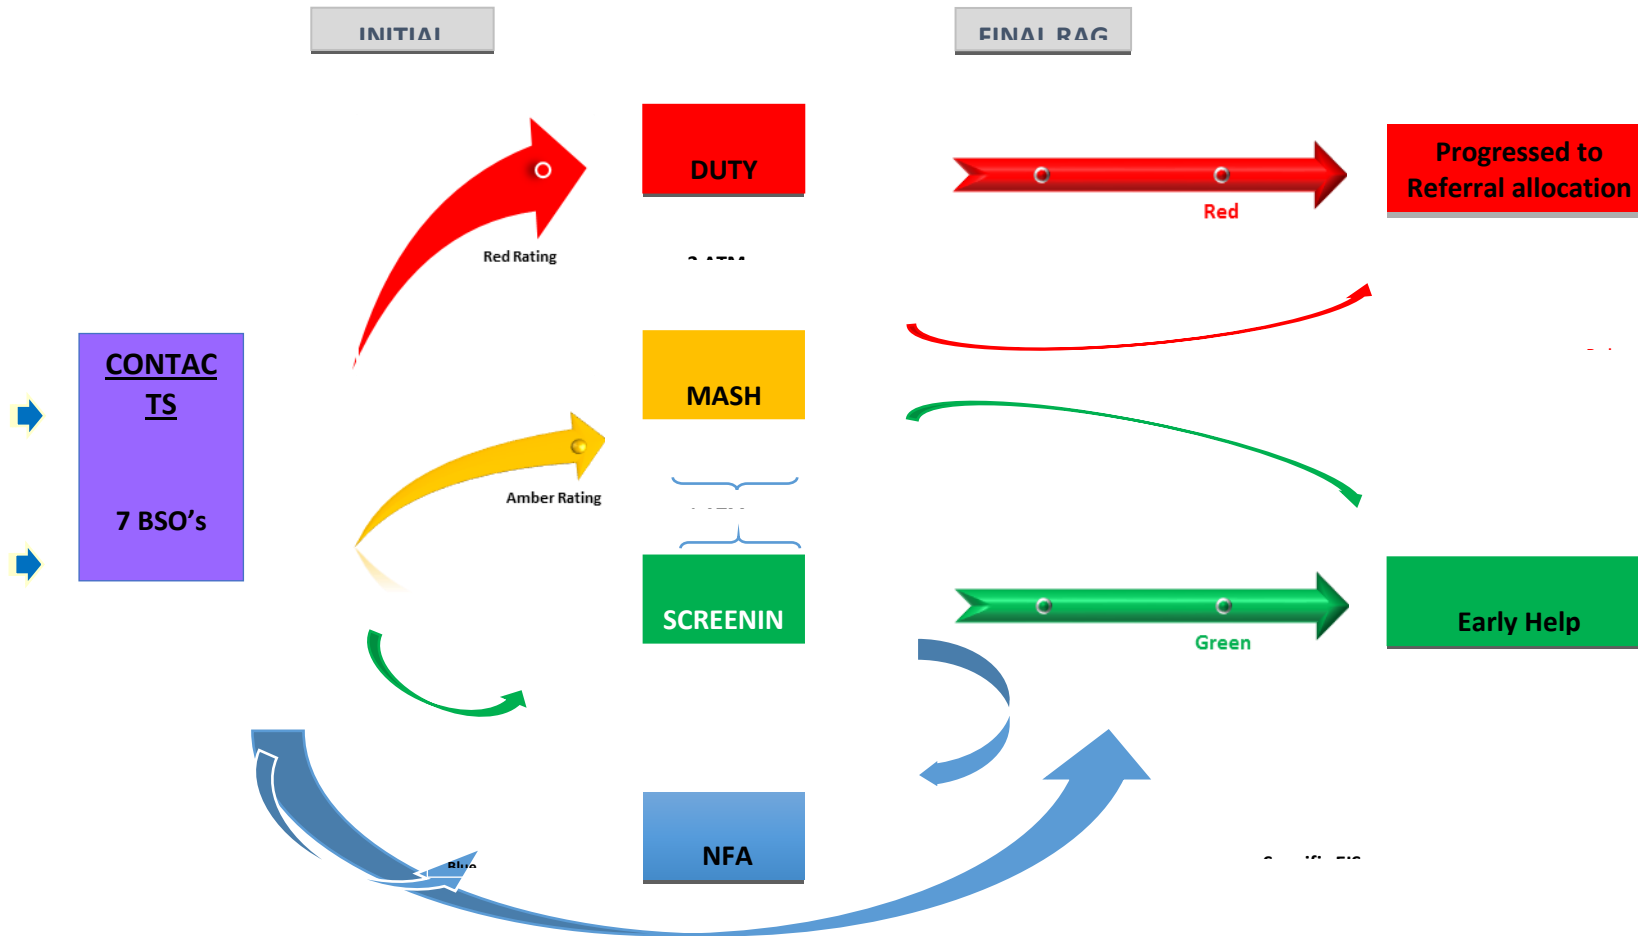 INITIAL
FINAL RAG
DUTY
Progressed to
Referral allocation
Red
Red Rating
CONTAC
TS
MASH
7 BSO's
Amber Rating
SCREENIN
Early Help
Green
NFA
Blue